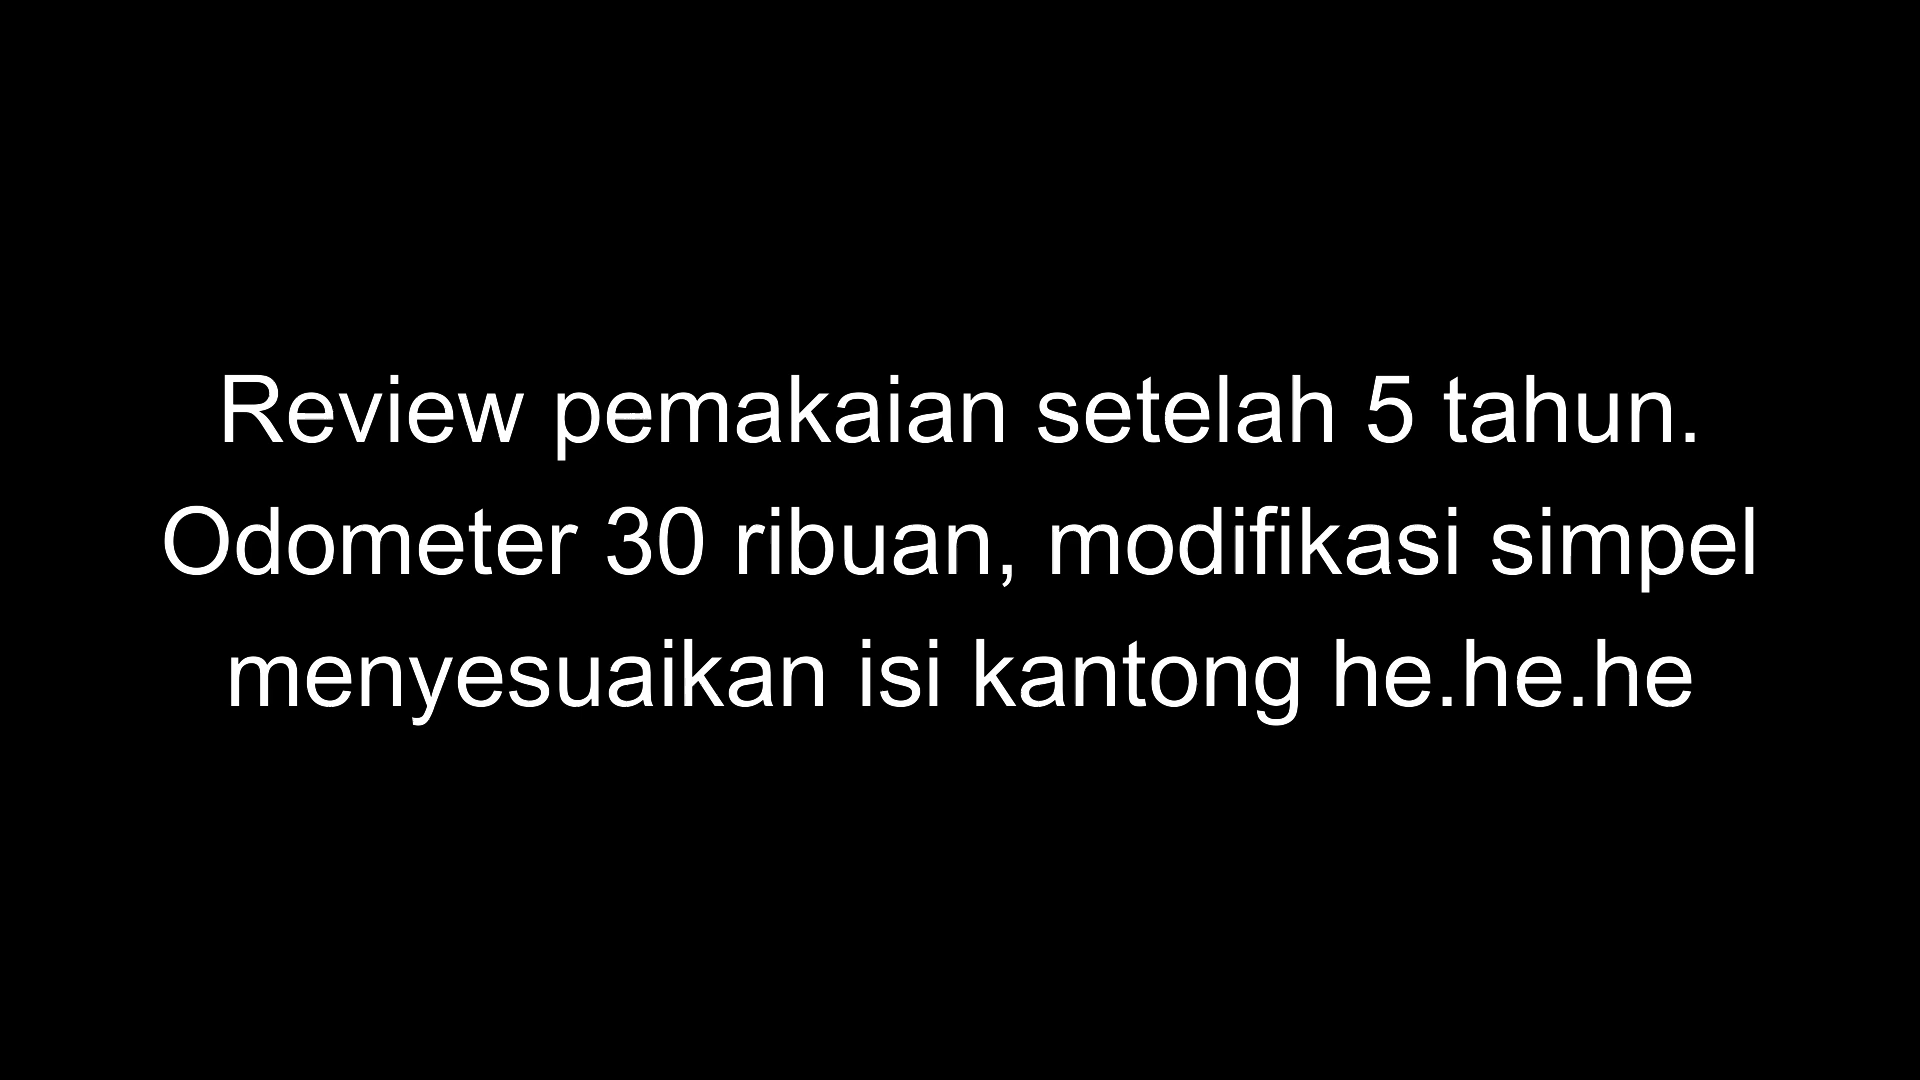 Review pemakaian setelah 5 tahun.
Odometer 30 ribuan, modifikasi simpel
menyesuaikan isi kantong he.he.he